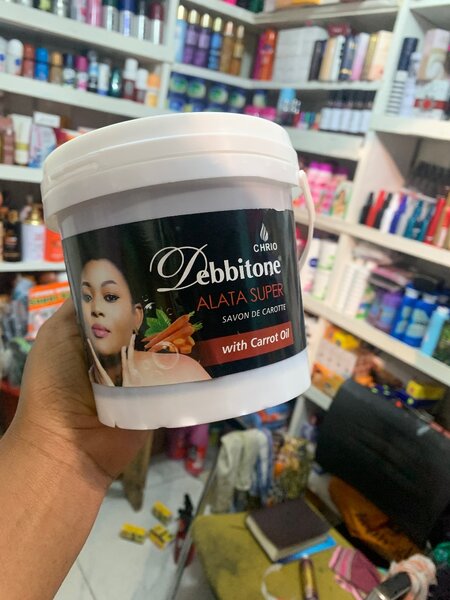 CHRIO
Debbitone
ALATA SUPER
SAVON DE CAROTTE
with Carrot Oil